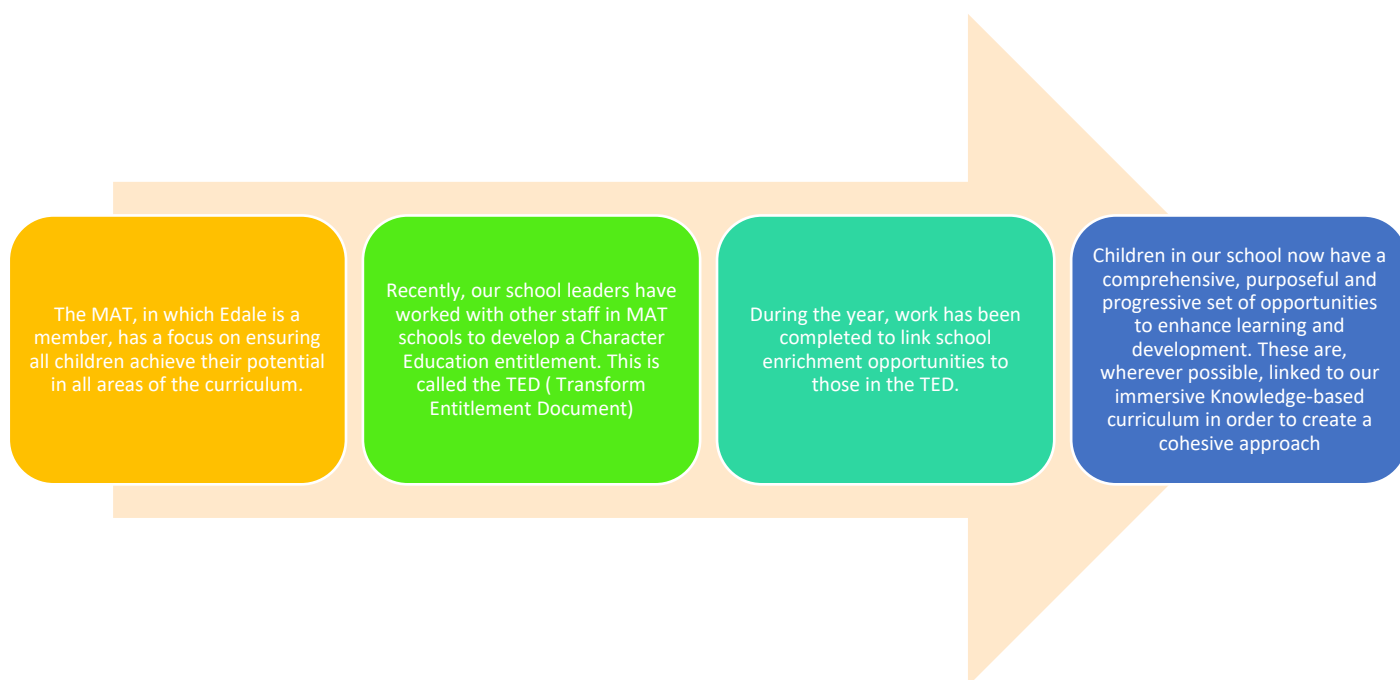 The MAT, in which Edale is a
member, has a focus on ensuring
all children achieve their potential
in all areas of the curriculum.
Recently, our school leaders have
worked with other staff in MAT
schools to develop a Character
Education entitlement. This is
called the TED ( Transform
Entitlement Document)
During the year, work has been
completed to link school
enrichment opportunities to
those in the TED.
Children in our school now have a
comprehensive, purposeful and
progressive set of opportunities
to enhance learning and
development. These are,
wherever possible, linked to our
immersive Knowledge-based
curriculum in order to create a
cohesive approach